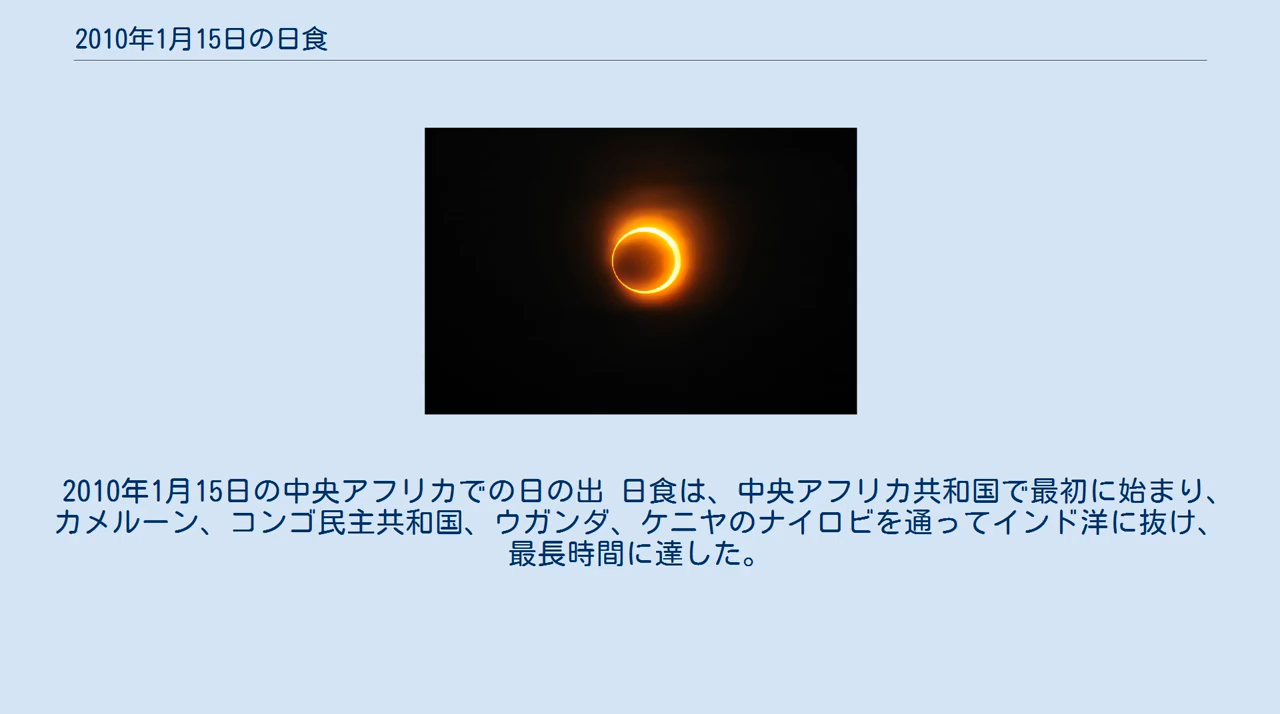 2010年1月15日の日食
2010年1月15日の中央アフリカでの日の出 日食は、中央アフリカ共和国で最初に始まり、
カメルーン、コンゴ民主共和国、ウガンダ、ケニヤのナイロビを通ってインド洋に抜け、
最長時間に達した。